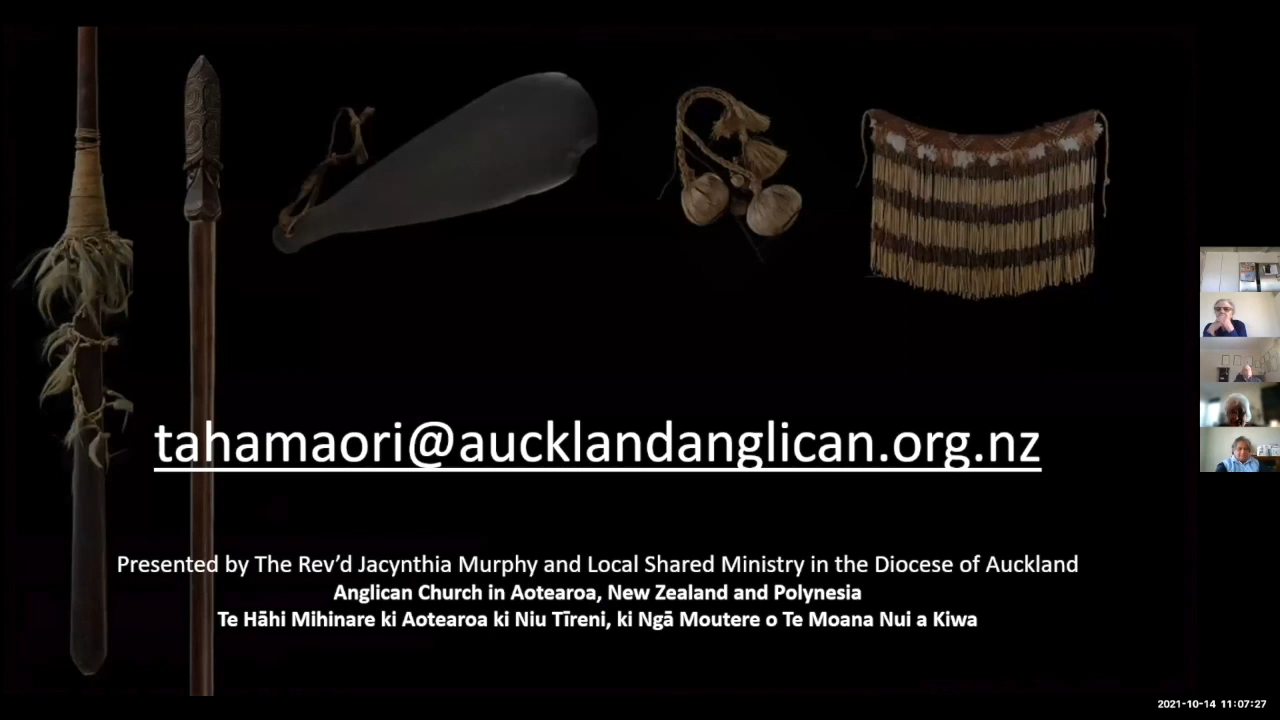 tahamaori@aucklandanglican.org.nz
Presented by The Rev’d Jacynthia Murphy and Local Shared Ministry in the Diocese of Auckland
Anglican Church in Aotearoa, New Zealand and Polynesia
Te Hāhi Mihinare ki Aotearoa ki Niu Tīreni, ki Ngā Moutere o Te Moana Nui a Kiwa
2021-10-14 11:07:27